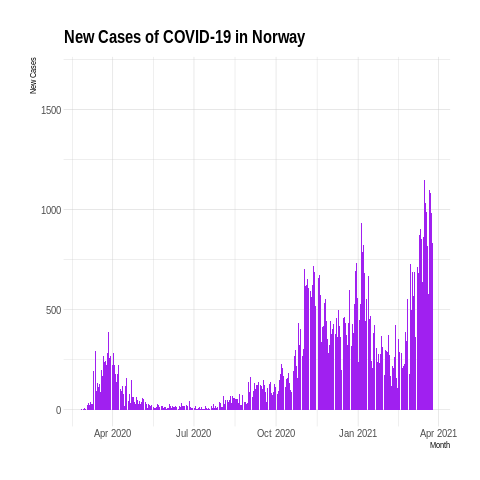 New Cases of COVID-19 in Norway
New Cases
1500
1000
500
0
Apr 2020 Jul 2020 Oct 2020 Jan 2021 Apr 2021
Month